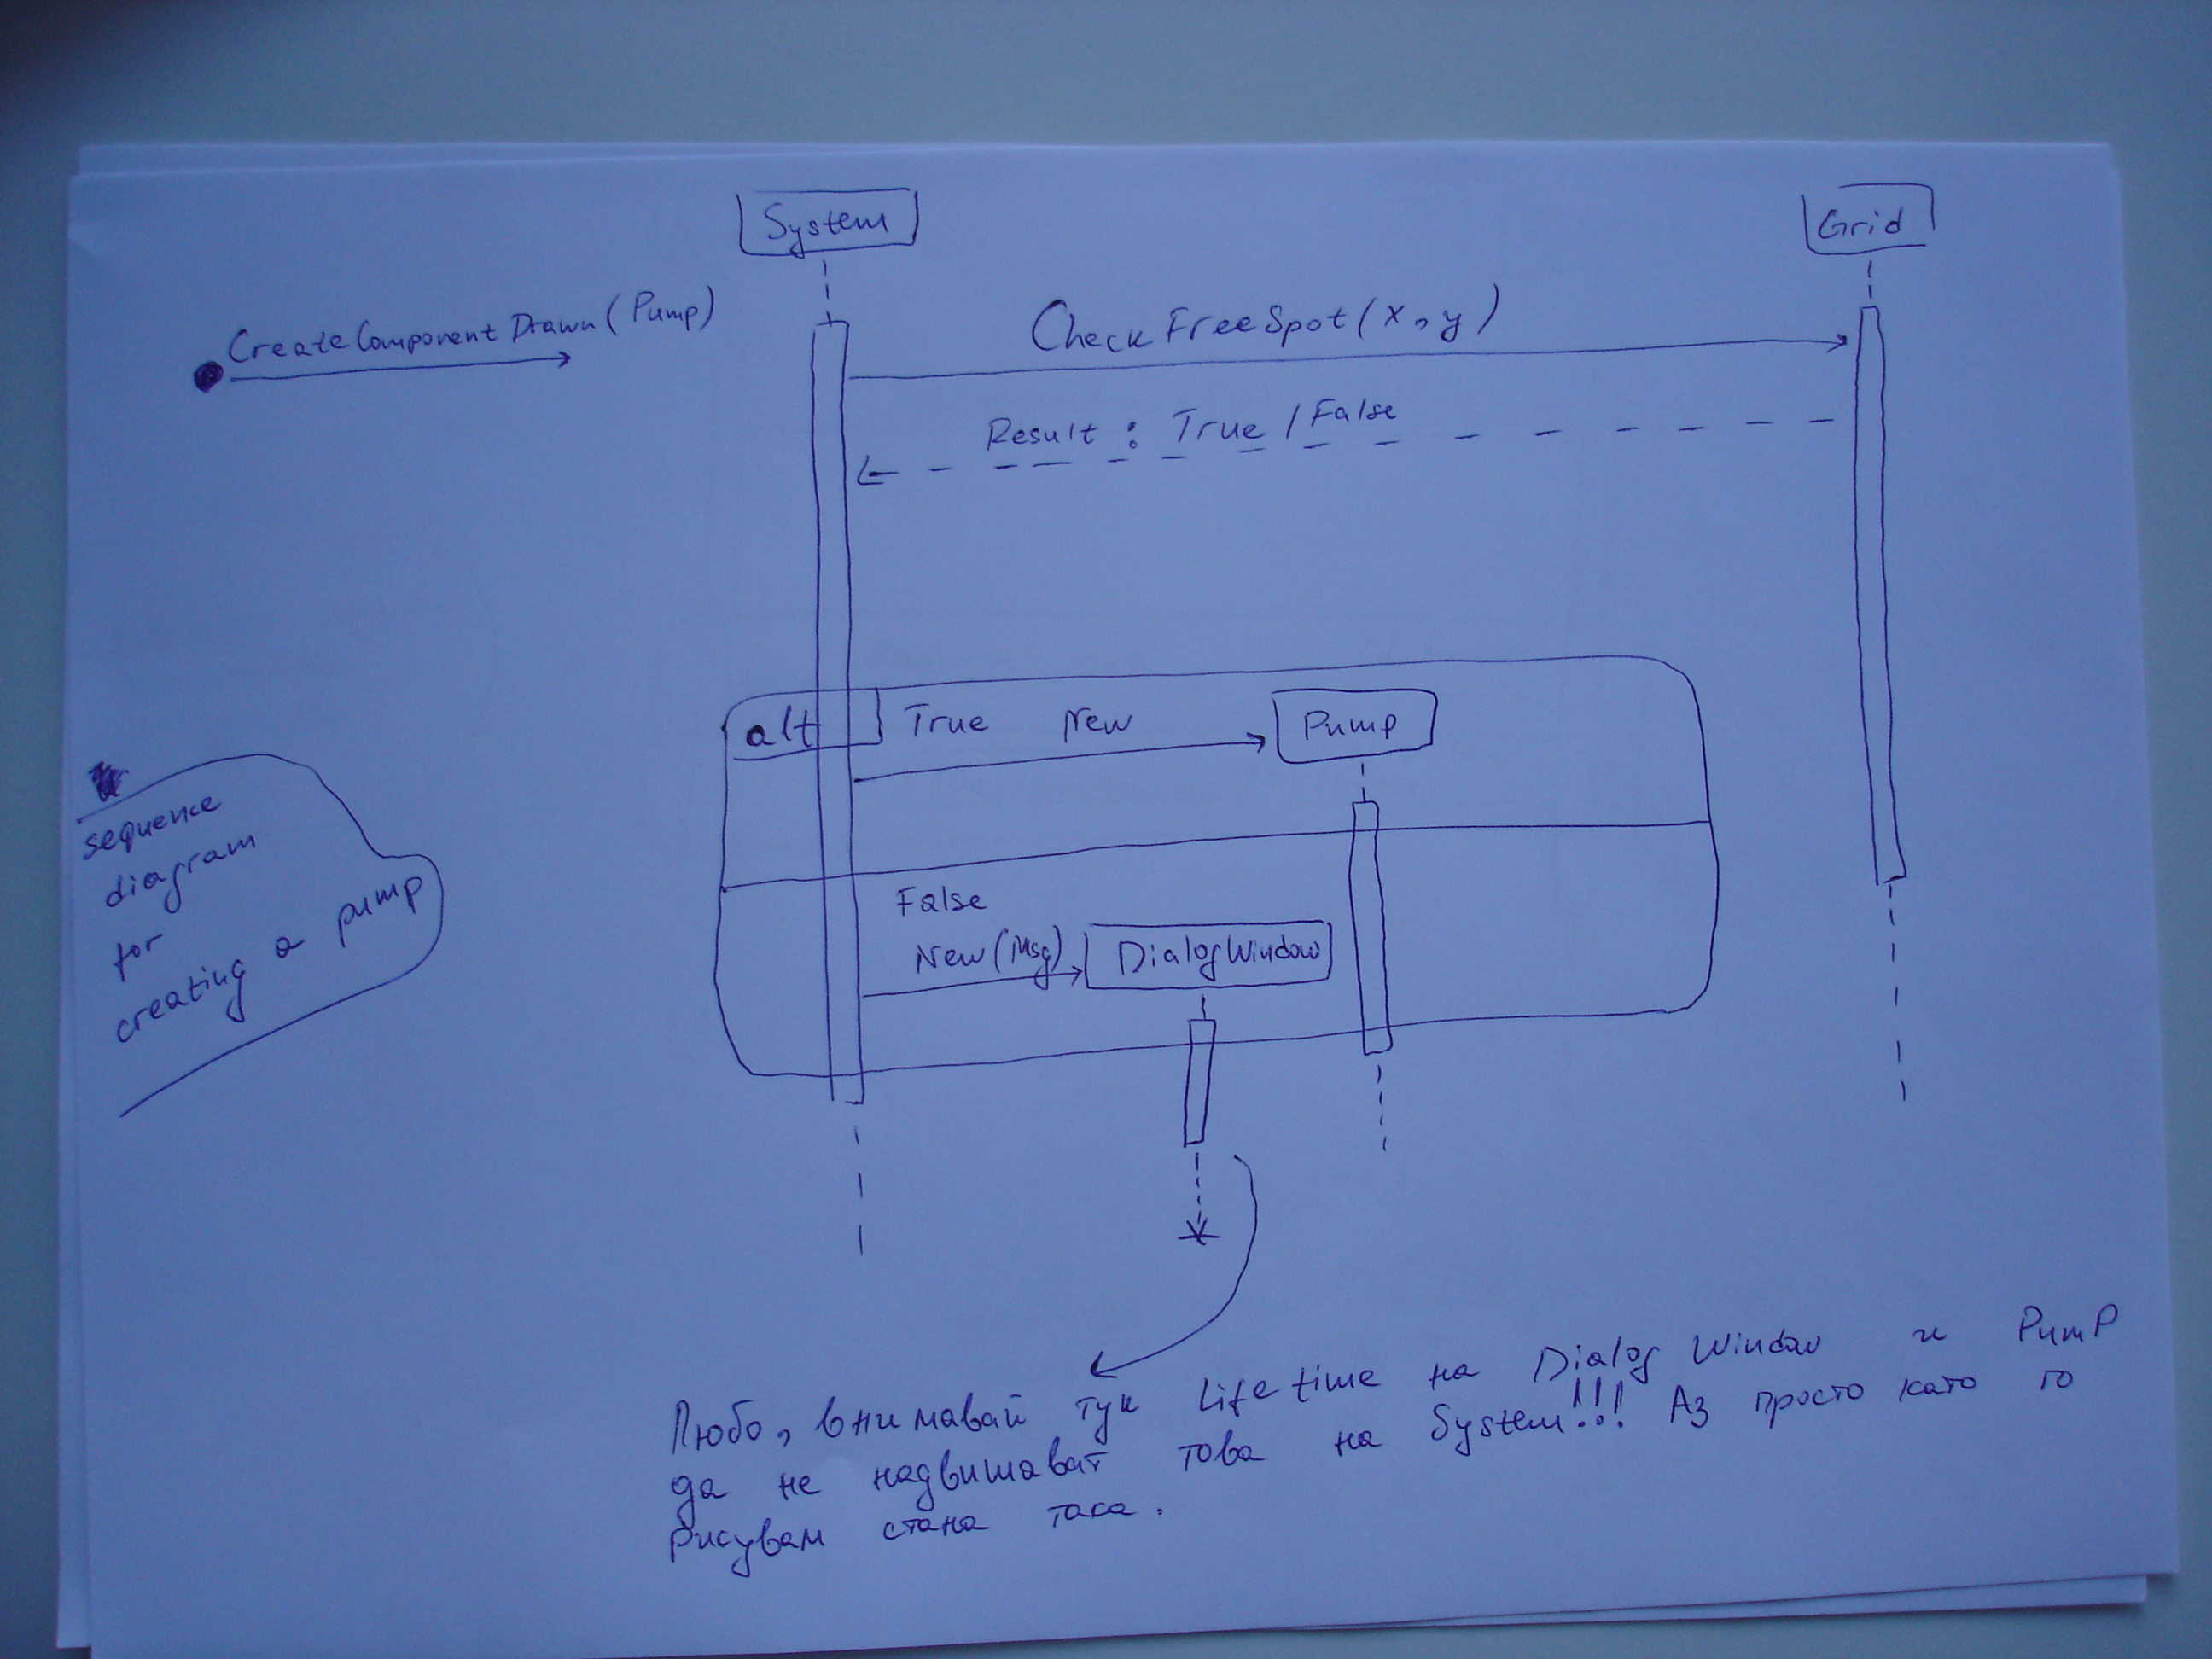 System
Grid
CreateComponentDrawn(Pump)
CheckFreeSpot(x,y)
Result : True / False
alt True New Pump
False
New(Msg) DialogWindow
sequence
diagram
for
creating a pump
Любо, внимавай тук Lifetime на Dialog Window и PumP
да не надвишават това на System!!! Аз просто като го
рисувам стана така.